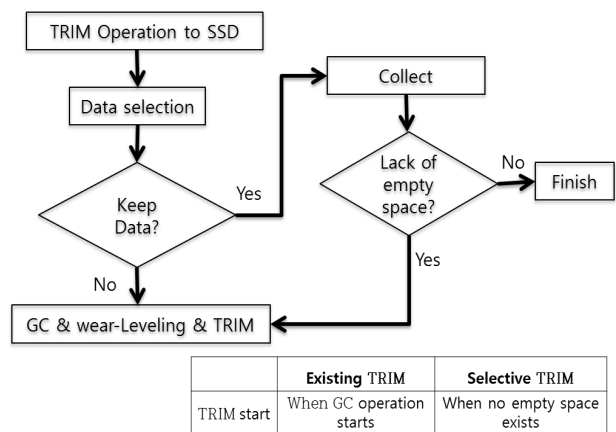 TRIM Operation to SSD
Data selection
Keep
Data?
Yes
No
GC & wear-Leveling & TRIM
Collect
Lack of
empty
space?
No
Finish
Yes
Existing TRIM Selective TRIM
TRIM start When GC operation starts When no empty space exists